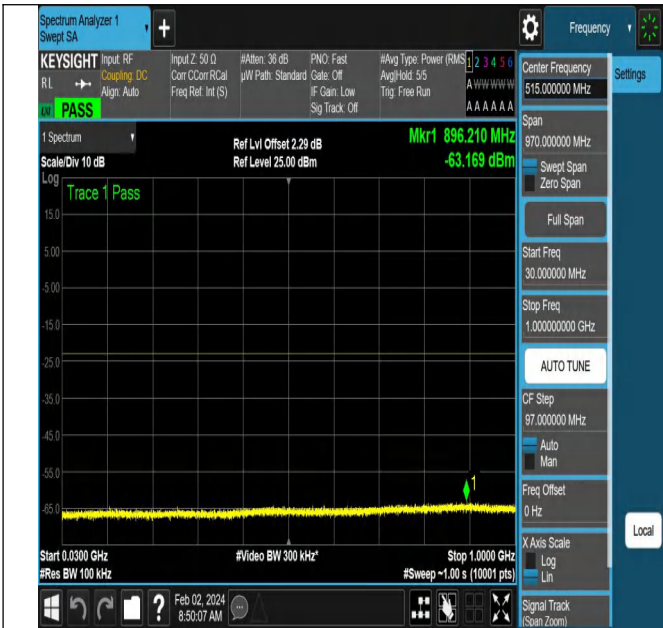 Spectrum Analyzer 1
Swept SA
+
Frequency
KEYSIGHT
RL
PASS
Input: RF
Coupling: DC
Align: Auto
Input Z: 50 Ω
Corr CCorr RCal
Freq Ref: Int (S)
#Atten: 36 dB
µW Path: Standard
PNO: Fast
Gate: Off
IF Gain: Low
Sig Track: Off
#Avg Type: Power (RMS
Avg|Hold: 5/5
Trig: Free Run
1 2 3 4 5 6
A W W W W W
A A A A A A
1 Spectrum
Scale/Div 10 dB
Log
Ref Lvl Offset 2.29 dB
Ref Level 25.00 dBm
Mkr1 896.210 MHz
-63.169 dBm
Trace 1 Pass
15.0
5.00
-5.00
-15.0
-25.0
-35.0
-45.0
-55.0
-65.0
1
Start 0.0300 GHz
#Res BW 100 kHz
#Video BW 300 kHz*
Stop 1.0000 GHz
#Sweep ~1.00 s (10001 pts)
?
Feb 02, 2024
8:50:07 AM
Center Frequency
515.000000 MHz
Span
970.000000 MHz
Swept Span
Zero Span
Full Span
Start Freq
30.000000 MHz
Stop Freq
1.000000000 GHz
AUTO TUNE
CF Step
97.000000 MHz
Auto
Man
Freq Offset
0 Hz
X Axis Scale
Log
Lin
Signal Track
(Span Zoom)
Settings
Local